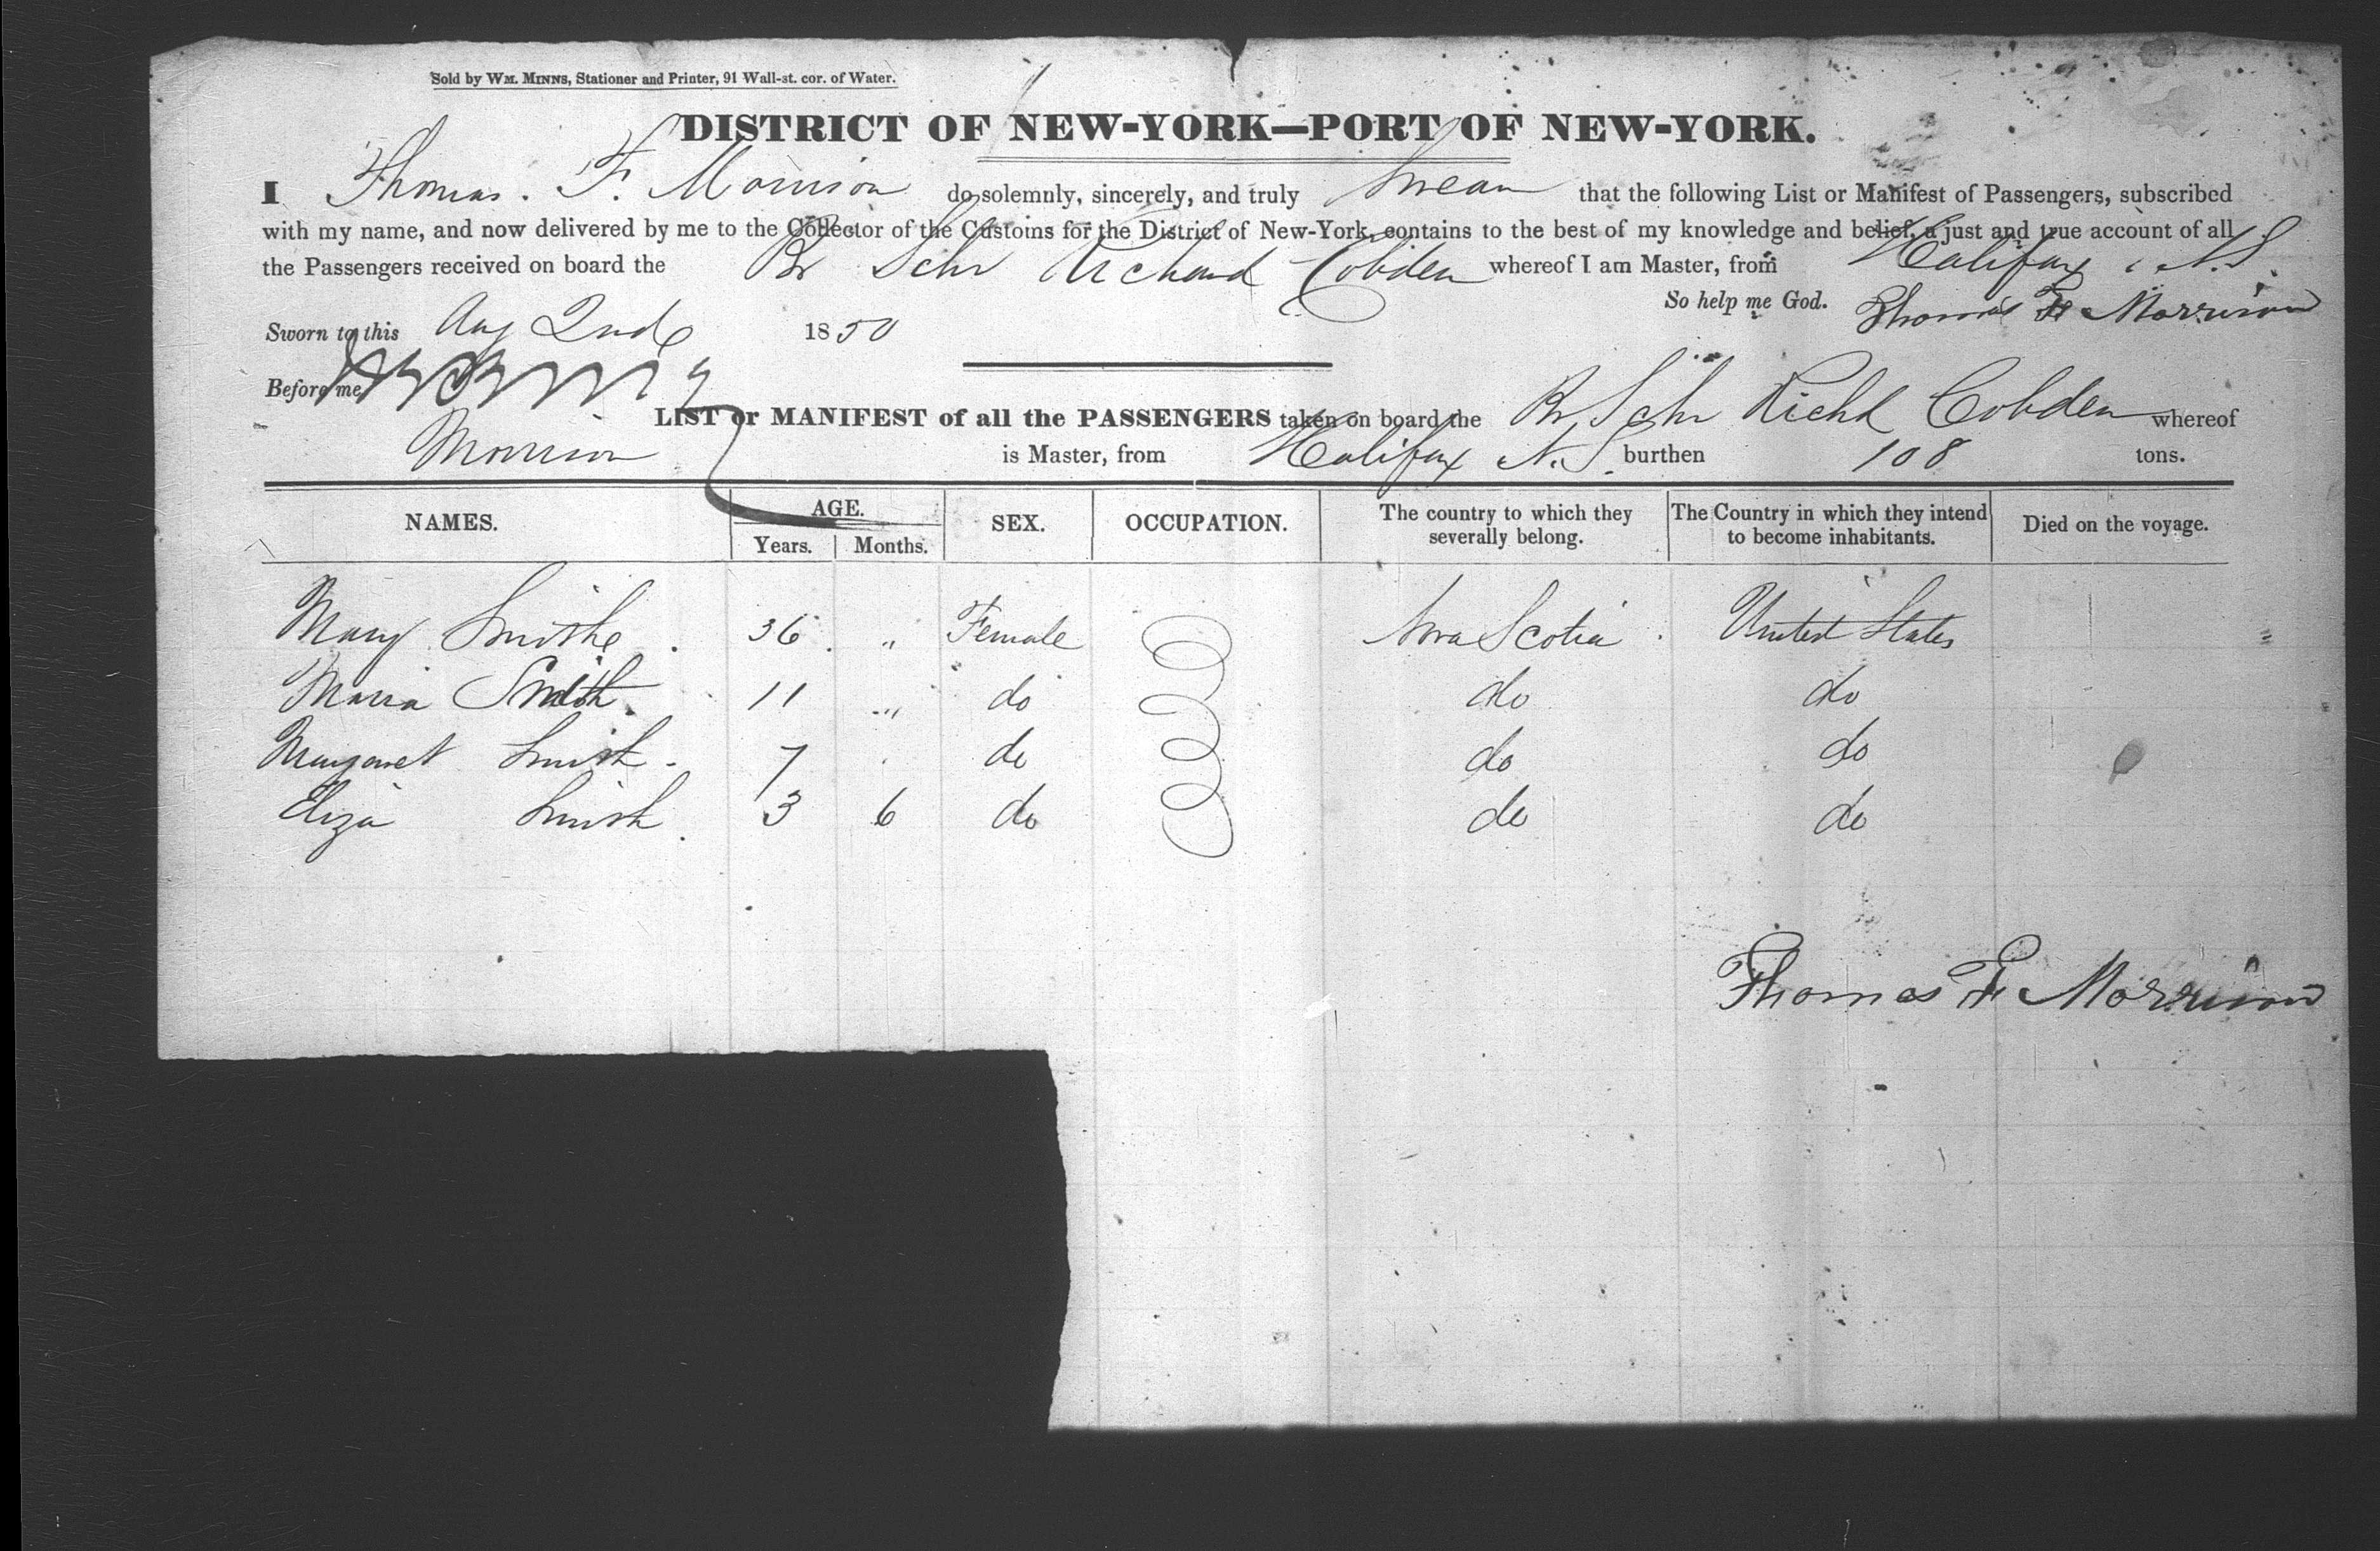 Sold by WM. MINNS, Stationer and Printer, 91 Wall-st. cor. of Water.
DISTRICT OF NEW-YORK—PORT OF NEW-YORK.
I Thomas. F. Morrison do solemnly, sincerely, and truly Swear that the following List or Manifest of Passengers, subscribed
with my name, and now delivered by me to the Collector of the Customs for the District of New-York, contains to the best of my knowledge and belief, a just and true account of all
the Passengers received on board the Br Schr Richard Cobden whereof I am Master, from Halifax, N.S.
So help me God. Thomas F Morrison
Sworn to this Aug 2nd 1850
Before me
LIST or MANIFEST of all the PASSENGERS taken on board the Br Schr Richd Cobden whereof
Morrison is Master, from Halifax N.S. burthen 108 tons.
NAMES. AGE. SEX. OCCUPATION. The country to which they severally belong. The Country in which they intend to become inhabitants. Died on the voyage.
Years. Months.
Mary Smithe. 36. " Female Nova Scotia. United States
Maria Smith. 11 " do do do
Margaret Smith. 7 do do do
Eliza Smith. 3 6 do do do
Thomas F Morrison